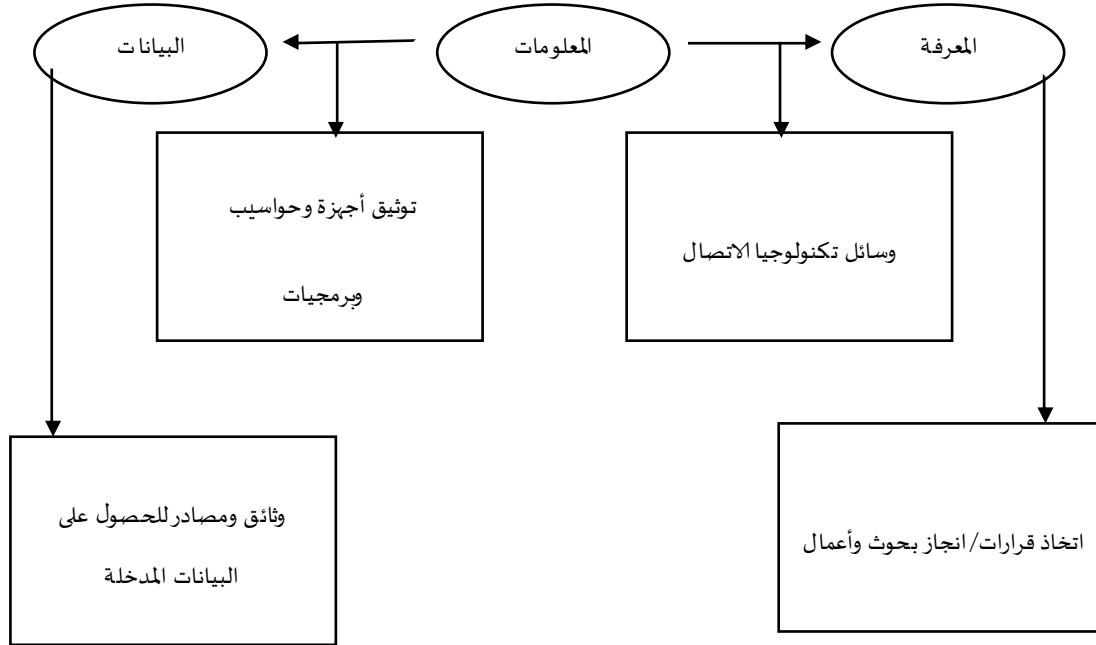 المعرفة
المعلومات
البيانات
وسائل تكنولوجيا الاتصال
توثيق أجهزة وحواسيب
وبرمجيات
اتخاذ قرارات/ انجاز بحوث وأعمال
وثائق ومصادر للحصول على
البيانات المدخلة